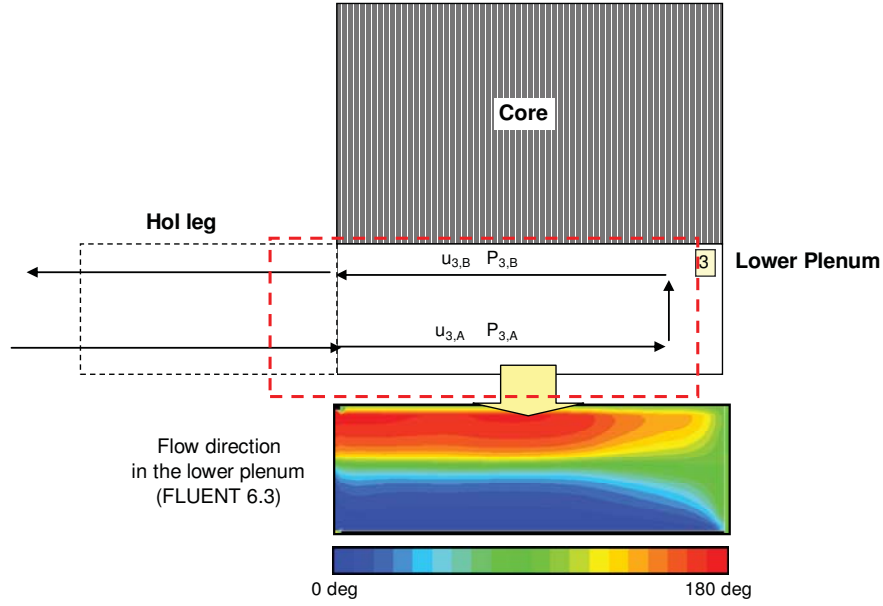 Core
Hol leg
u3,B P3,B
3
Lower Plenum
u3,A P3,A
Flow direction
in the lower plenum
(FLUENT 6.3)
0 deg
180 deg